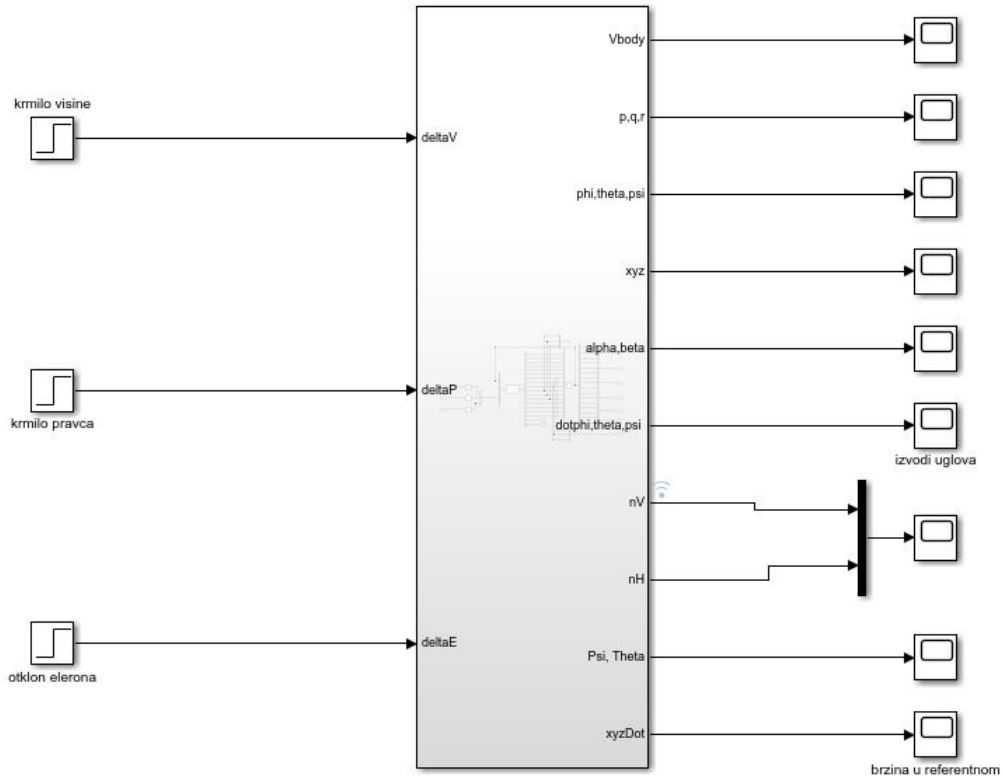 krmilo visine
krmilo pravca
otklon elerona
deltaV
deltaP
deltaE
Vbody
p,q,r
phi,theta,psi
xyz
alpha,beta
dotphi,theta,psi
nV
nH
Psi, Theta
xyzDot
izvodi uglova
brzina u referentnom